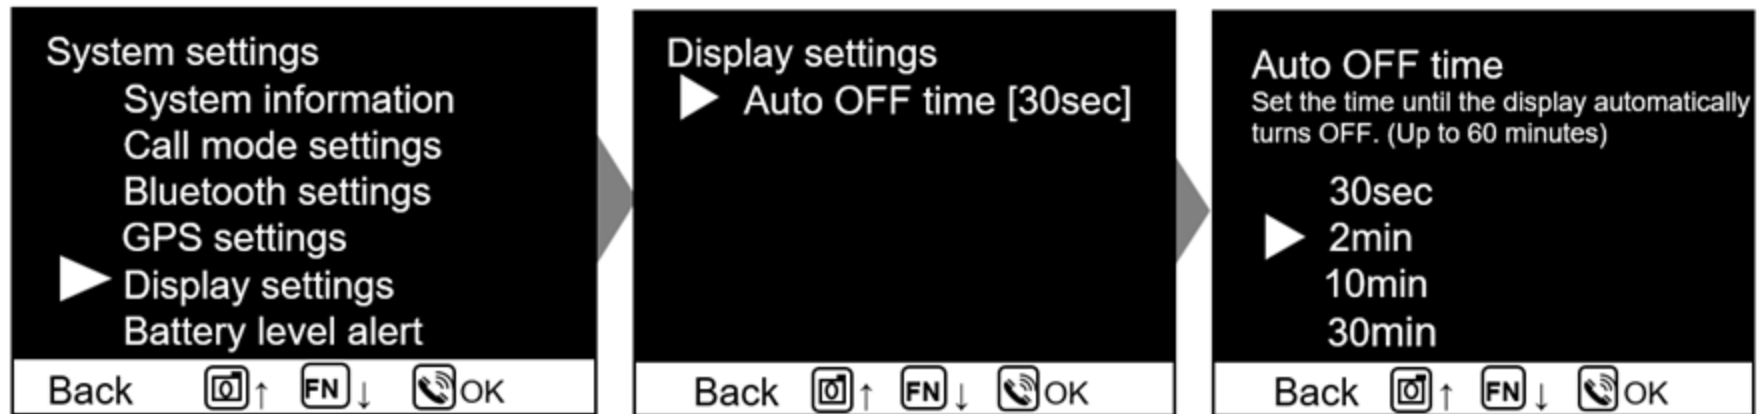 System settings
System information
Call mode settings
Bluetooth settings
GPS settings
Display settings
Battery level alert
Back ↑ FN ↓ OK
Display settings
Auto OFF time [30sec]
Back ↑ FN ↓ OK
Auto OFF time
Set the time until the display automatically
turns OFF. (Up to 60 minutes)
30sec
2min
10min
30min
Back ↑ FN ↓ OK